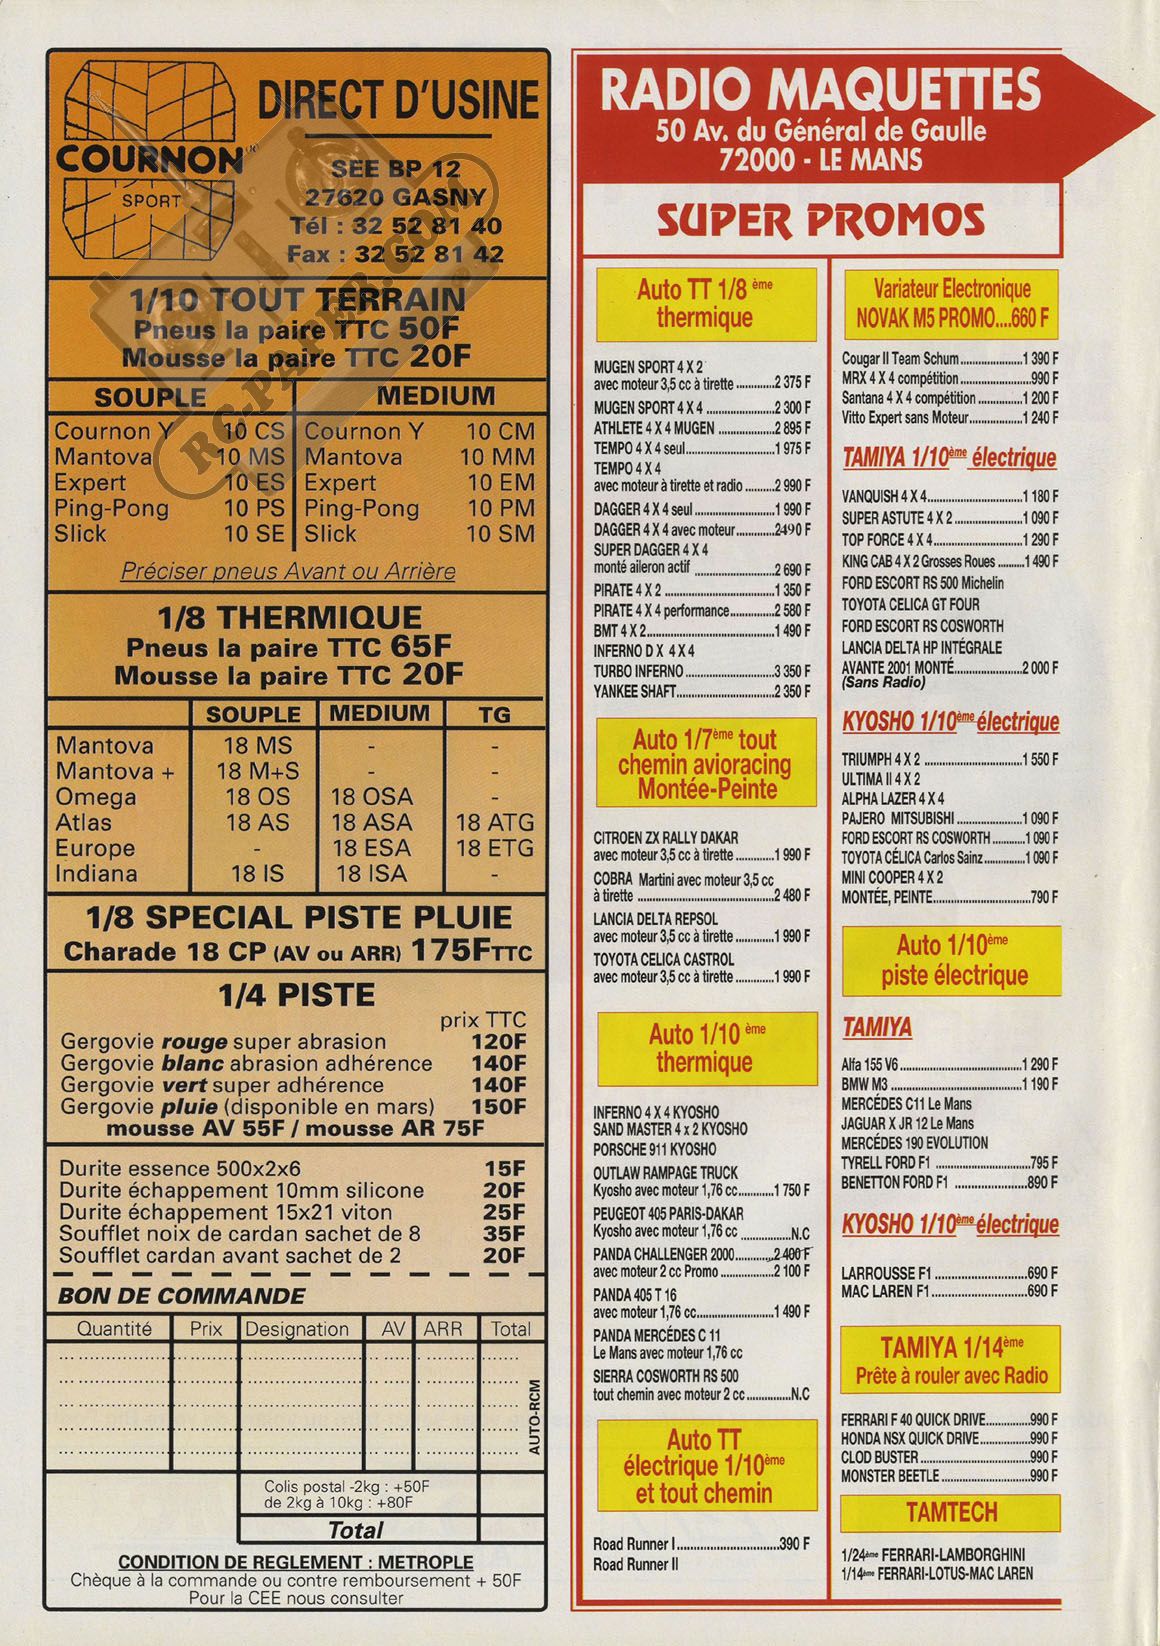 COURNON®
SPORT
DIRECT D'USINE
SEE BP 12
27620 GASNY
Tél : 32 52 81 40
Fax : 32 52 81 42
1/10 TOUT TERRAIN
Pneus la paire TTC 50F
Mousse la paire TTC 20F
SOUPLE MEDIUM
Cournon Y 10 CS Cournon Y 10 CM
Mantova 10 MS Mantova 10 MM
Expert 10 ES Expert 10 EM
Ping-Pong 10 PS Ping-Pong 10 PM
Slick 10 SE Slick 10 SM
Préciser pneus Avant ou Arrière
RC-PAPER.COM
1/8 THERMIQUE
Pneus la paire TTC 65F
Mousse la paire TTC 20F
SOUPLE MEDIUM TG
Mantova 18 MS - -
Mantova + 18 M+S - -
Omega 18 OS 18 OSA -
Atlas 18 AS 18 ASA 18 ATG
Europe - 18 ESA 18 ETG
Indiana 18 IS 18 ISA -
1/8 SPECIAL PISTE PLUIE
Charade 18 CP (AV ou ARR) 175FTTC
1/4 PISTE
prix TTC
Gergovie rouge super abrasion 120F
Gergovie blanc abrasion adhérence 140F
Gergovie vert super adhérence 140F
Gergovie pluie (disponible en mars) 150F
mousse AV 55F / mousse AR 75F
Durite essence 500x2x6 15F
Durite échappement 10mm silicone 20F
Durite échappement 15x21 viton 25F
Soufflet noix de cardan sachet de 8 35F
Soufflet cardan avant sachet de 2 20F
BON DE COMMANDE
Quantité Prix Designation AV ARR Total
AUTO-RCM
Colis postal -2kg : +50F
de 2kg à 10kg : +80F
Total
CONDITION DE REGLEMENT : METROPLE
Chèque à la commande ou contre remboursement + 50F
Pour la CEE nous consulter
RADIO MAQUETTES
50 Av. du Général de Gaulle
72000 - LE MANS
SUPER PROMOS
Auto TT 1/8 ème
thermique
MUGEN SPORT 4 X 2
avec moteur 3,5 cc à tirette ............2 375 F
MUGEN SPORT 4 X 4 ....................2 300 F
ATHLETE 4 X 4 MUGEN .................2 895 F
TEMPO 4 X 4 seul..........................1 975 F
TEMPO 4 X 4
avec moteur à tirette et radio .........2 990 F
DAGGER 4 X 4 seul ........................1 990 F
DAGGER 4 X 4 avec moteur...........2490 F
SUPER DAGGER 4 X 4
monté aileron actif ........................2 690 F
PIRATE 4 X 2 .................................1 350 F
PIRATE 4 X 4 performance.............2 580 F
BMT 4 X 2......................................1 490 F
INFERNO D X 4 X 4
TURBO INFERNO ..........................3 350 F
YANKEE SHAFT............................2 350 F
Auto 1/7ème tout
chemin avioracing
Montée-Peinte
CITROEN ZX RALLY DAKAR
avec moteur 3,5 cc à tirette ............1 990 F
COBRA Martini avec moteur 3,5 cc
à tirette ..........................................2 480 F
LANCIA DELTA REPSOL
avec moteur 3,5 cc à tirette ............1 990 F
TOYOTA CELICA CASTROL
avec moteur 3,5 cc à tirette ............1 990 F
Auto 1/10 ème
thermique
INFERNO 4 X 4 KYOSHO
SAND MASTER 4 x 2 KYOSHO
PORSCHE 911 KYOSHO
OUTLAW RAMPAGE TRUCK
Kyosho avec moteur 1,76 cc...........1 750 F
PEUGEOT 405 PARIS-DAKAR
Kyosho avec moteur 1,76 cc ...............N.C
PANDA CHALLENGER 2000...........2 400 F
avec moteur 2 cc Promo ................2 100 F
PANDA 405 T 16
avec moteur 1,76 cc.......................1 490 F
PANDA MERCÉDES C 11
Le Mans avec moteur 1,76 cc
SIERRA COSWORTH RS 500
tout chemin avec moteur 2 cc ..............N.C
Auto TT
électrique 1/10ème
et tout chemin
Road Runner I..................................390 F
Road Runner II
Variateur Electronique
NOVAK M5 PROMO....660 F
Cougar II Team Schum..................1 390 F
MRX 4 X 4 compétition....................990 F
Santana 4 X 4 compétition .............1 200 F
Vitto Expert sans Moteur................1 240 F
TAMIYA 1/10ème électrique
VANQUISH 4 X 4...........................1 180 F
SUPER ASTUTE 4 X 2...................1 090 F
TOP FORCE 4 X 4.........................1 290 F
KING CAB 4 X 2 Grosses Roues .........1 490 F
FORD ESCORT RS 500 Michelin
TOYOTA CELICA GT FOUR
FORD ESCORT RS COSWORTH
LANCIA DELTA HP INTÉGRALE
AVANTE 2001 MONTÉ...................2 000 F
(Sans Radio)
KYOSHO 1/10ème électrique
TRIUMPH 4 X 2 ............................1 550 F
ULTIMA II 4 X 2
ALPHA LAZER 4 X 4
PAJERO MITSUBISHI ...................1 090 F
FORD ESCORT RS COSWORTH ..........1 090 F
TOYOTA CÉLICA Carlos Sainz............1 090 F
MINI COOPER 4 X 2
MONTÉE, PEINTE............................790 F
Auto 1/10ème
piste électrique
TAMIYA
Alfa 155 V6...................................1 290 F
BMW M3 ......................................1 190 F
MERCÉDES C11 Le Mans
JAGUAR X JR 12 Le Mans
MERCÉDES 190 EVOLUTION
TYRELL FORD F1 ...........................795 F
BENETTON FORD F1 .....................890 F
KYOSHO 1/10ème électrique
LARROUSSE F1 .............................690 F
MAC LAREN F1..............................690 F
TAMIYA 1/14ème
Prête à rouler avec Radio
FERRARI F 40 QUICK DRIVE............990 F
HONDA NSX QUICK DRIVE..............990 F
CLOD BUSTER ...............................990 F
MONSTER BEETLE.........................990 F
TAMTECH
1/24ème FERRARI-LAMBORGHINI
1/14ème FERRARI-LOTUS-MAC LAREN